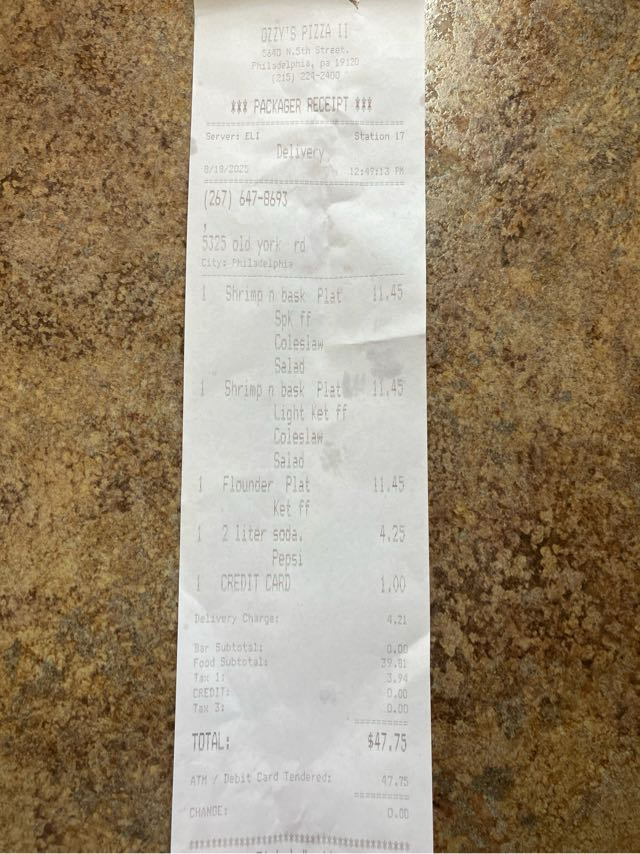 OZZY'S PIZZA II
5640 N.5th Street.
Philadelphia, pa 19120
(215) 224-2400
*** PACKAGER RECEIPT ***
Server: ELI Station 17
Delivery
8/18/2025 12:49:13 PM
(267) 647-8693
,
5325 old york rd
City: Philadelphia
1 Shrimp n bask Plat 11.45
Spk ff
Coleslaw
Salad
1 Shrimp n bask Plat 11.45
Light Ket ff
Coleslaw
Salad
1 Flounder Plat 11.45
Ket ff
1 2 liter soda. 4.25
Pepsi
1 CREDIT CARD 1.00
Delivery Charge: 4.21
Bar Subtotal: 0.00
Food Subtotal: 39.81
Tax 1: 3.94
CREDIT: 0.00
Tax 3: 0.00
TOTAL: $47.75
ATM / Debit Card Tendered: 47.75
CHANGE: 0.00